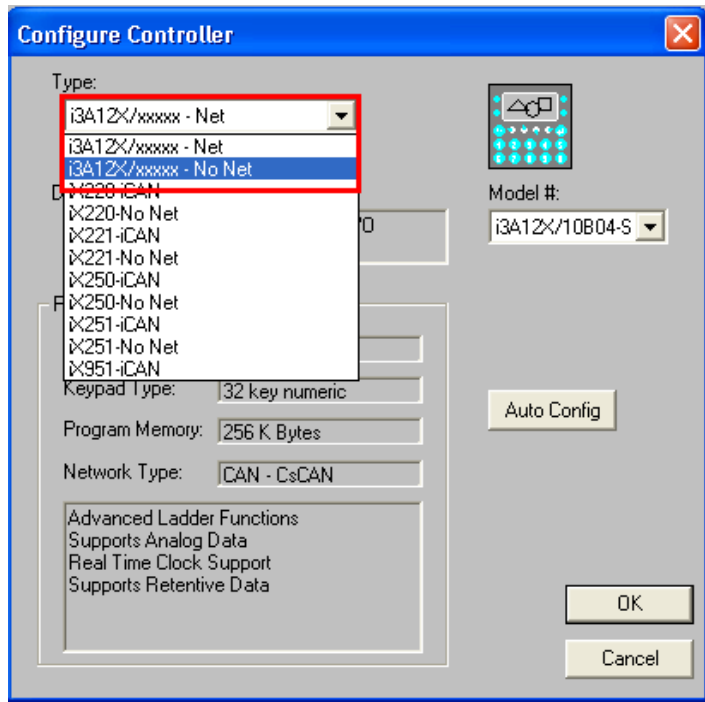 Configure Controller
Type:
i3A12X/xxxxx - Net
i3A12X/xxxxx - Net
i3A12X/xxxxx - No Net
iX220-iCAN
iX220-No Net
iX221-iCAN
iX221-No Net
iX250-iCAN
iX250-No Net
iX251-iCAN
iX251-No Net
iX951-iCAN
Model #:
i3A12X/10B04-S
Keypad Type: 32 key numeric
Program Memory: 256 K Bytes
Network Type: CAN - CsCAN
Auto Config
Advanced Ladder Functions
Supports Analog Data
Real Time Clock Support
Supports Retentive Data
OK
Cancel